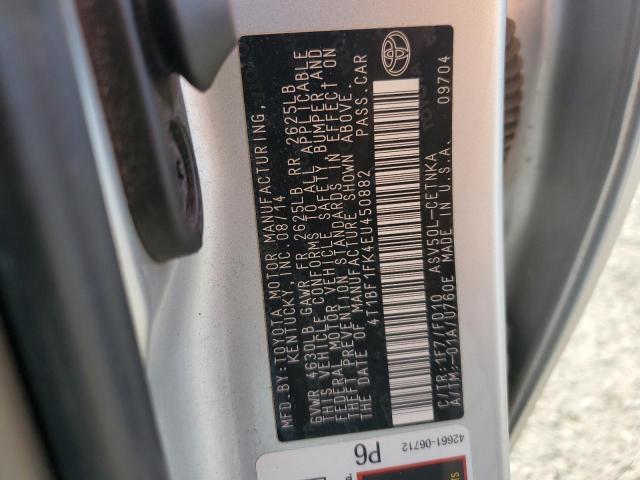 MFD.BY:TOYOTA MOTOR MANUFACTURING,
KENTUCKY, INC. 08/14
GVWR 4630LB GAWR FR 2625LB RR 2625LB
THIS VEHICLE CONFORMS TO ALL APPLICABLE
FEDERAL MOTOR VEHICLE SAFETY BUMPER AND
THEFT PREVENTION STANDARDS IN EFFECT ON
THE DATE OF MANUFACTURE SHOWN ABOVE.
4T1BF1FK4EU450882 PASS.CAR
C/TR:1F7/FD10 ASV50L-CETNKA
A/TM:-01A/U760E MADE IN U.S.A. 09704
42661-06712
P6